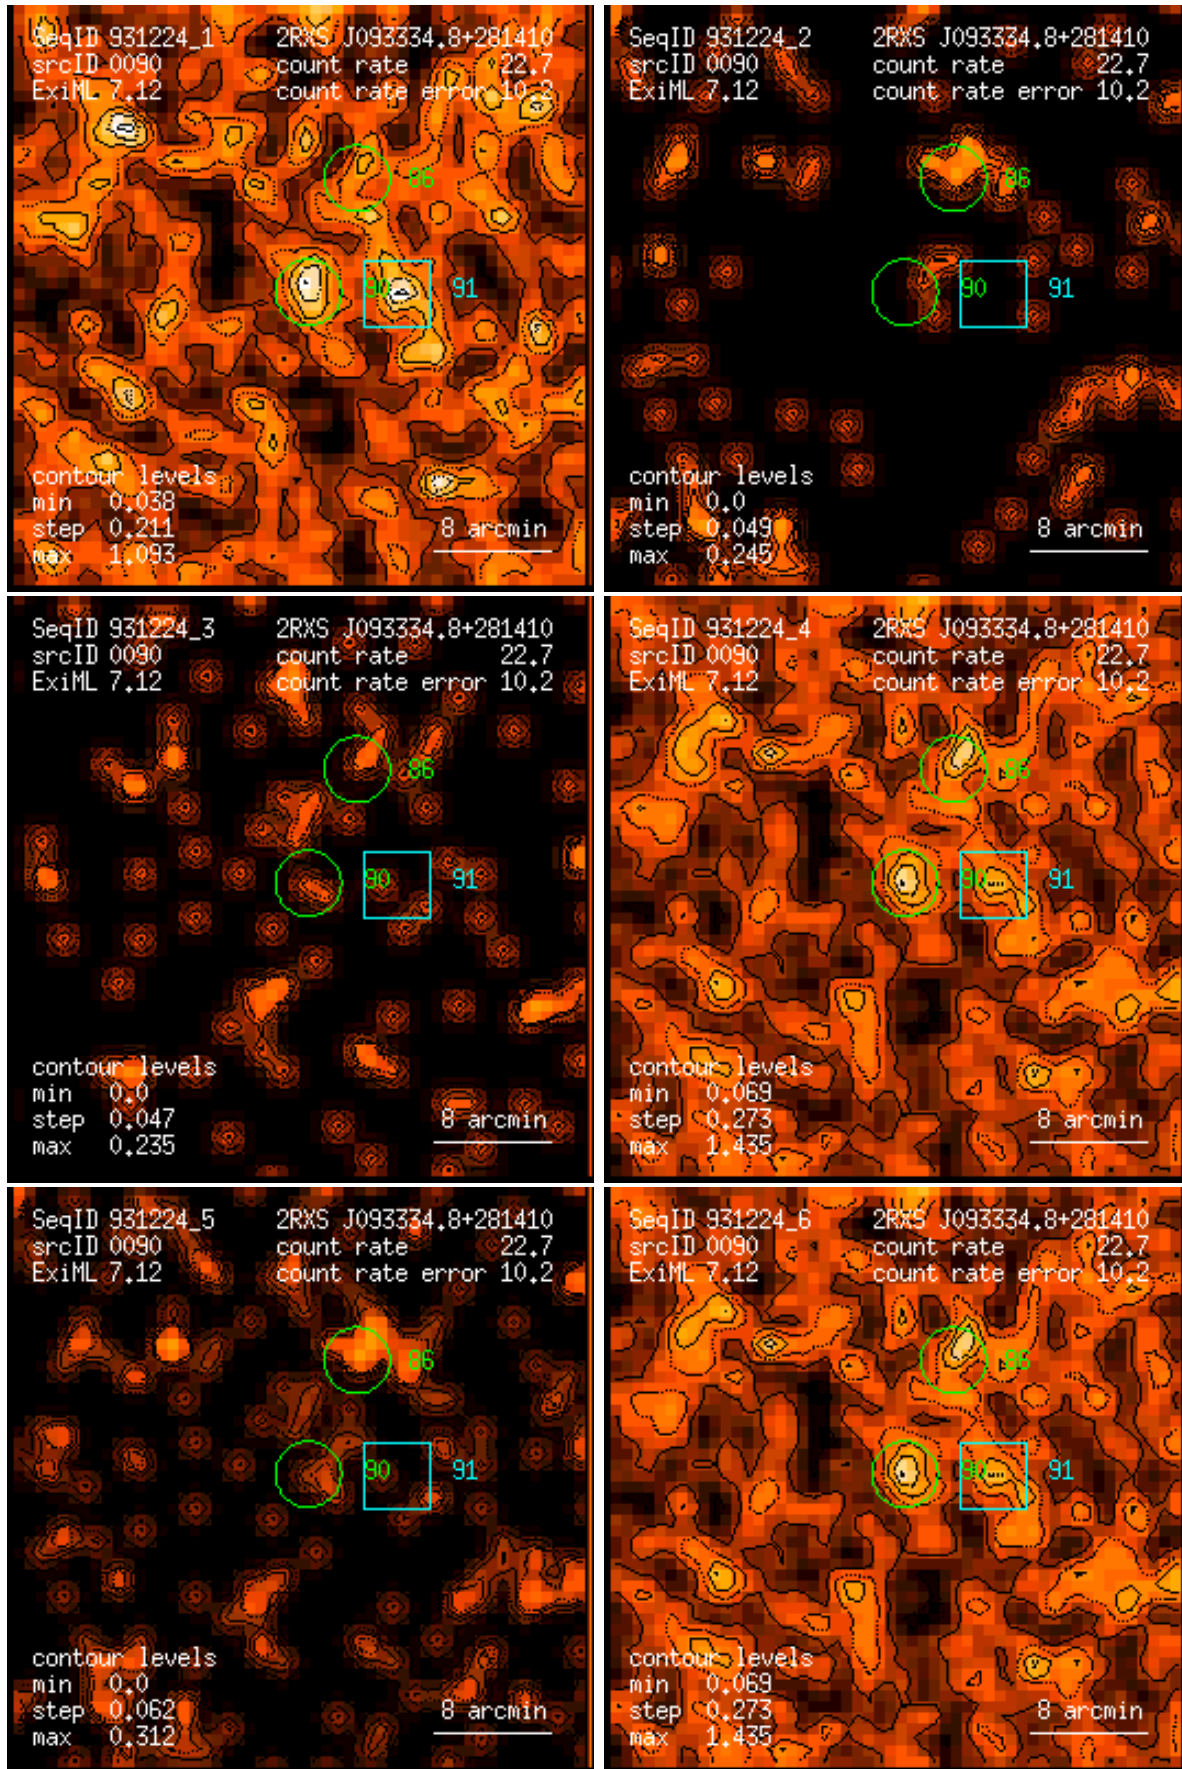 SeqID 931224_1 2RXS J093334.8+281410
srcID 0090 count rate 22.7
ExiML 7.12 count rate error 10.2
86
90 91
contour levels
min 0.038
step 0.211 8 arcmin
max 1.093
SeqID 931224_2 2RXS J093334.8+281410
srcID 0090 count rate 22.7
ExiML 7.12 count rate error 10.2
86
90 91
contour levels
min 0.0
step 0.049 8 arcmin
max 0.245
SeqID 931224_3 2RXS J093334.8+281410
srcID 0090 count rate 22.7
ExiML 7.12 count rate error 10.2
86
90 91
contour levels
min 0.0
step 0.047 8 arcmin
max 0.235
SeqID 931224_4 2RXS J093334.8+281410
srcID 0090 count rate 22.7
ExiML 7.12 count rate error 10.2
86
90 91
contour levels
min 0.069
step 0.273 8 arcmin
max 1.435
SeqID 931224_5 2RXS J093334.8+281410
srcID 0090 count rate 22.7
ExiML 7.12 count rate error 10.2
86
90 91
contour levels
min 0.0
step 0.062 8 arcmin
max 0.312
SeqID 931224_6 2RXS J093334.8+281410
srcID 0090 count rate 22.7
ExiML 7.12 count rate error 10.2
86
90 91
contour levels
min 0.069
step 0.273 8 arcmin
max 1.435